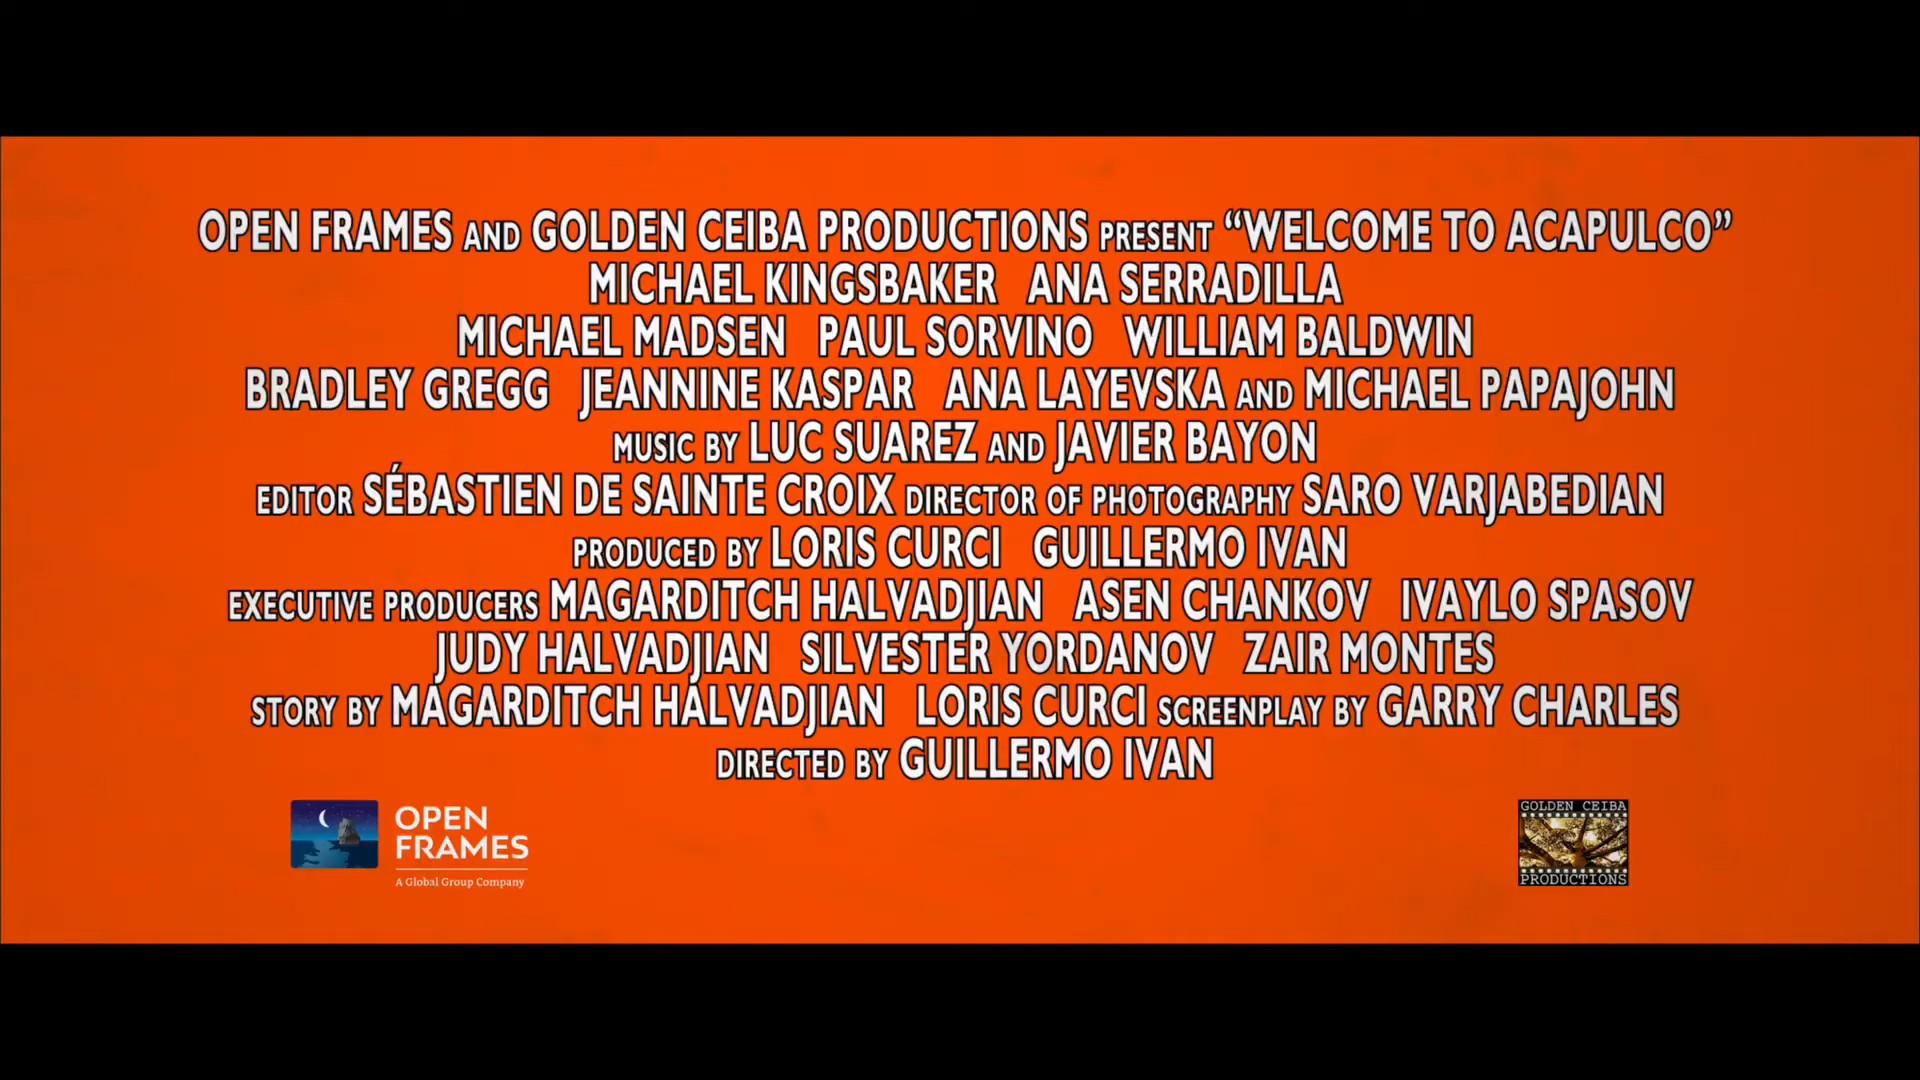 OPEN FRAMES AND GOLDEN CEIBA PRODUCTIONS PRESENT “WELCOME TO ACAPULCO”
MICHAEL KINGSBAKER ANA SERRADILLA
MICHAEL MADSEN PAUL SORVINO WILLIAM BALDWIN
BRADLEY GREGG JEANNINE KASPAR ANA LAYEVSKA AND MICHAEL PAPAJOHN
MUSIC BY LUC SUAREZ AND JAVIER BAYON
EDITOR SÉBASTIEN DE SAINTE CROIX DIRECTOR OF PHOTOGRAPHY SARO VARJABEDIAN
PRODUCED BY LORIS CURCI GUILLERMO IVAN
EXECUTIVE PRODUCERS MAGARDITCH HALVADJIAN ASEN CHANKOV IVAYLO SPASOV
JUDY HALVADJIAN SILVESTER YORDANOV ZAIR MONTES
STORY BY MAGARDITCH HALVADJIAN LORIS CURCI SCREENPLAY BY GARRY CHARLES
DIRECTED BY GUILLERMO IVAN
OPEN
FRAMES
A Global Group Company
GOLDEN CEIBA
PRODUCTIONS